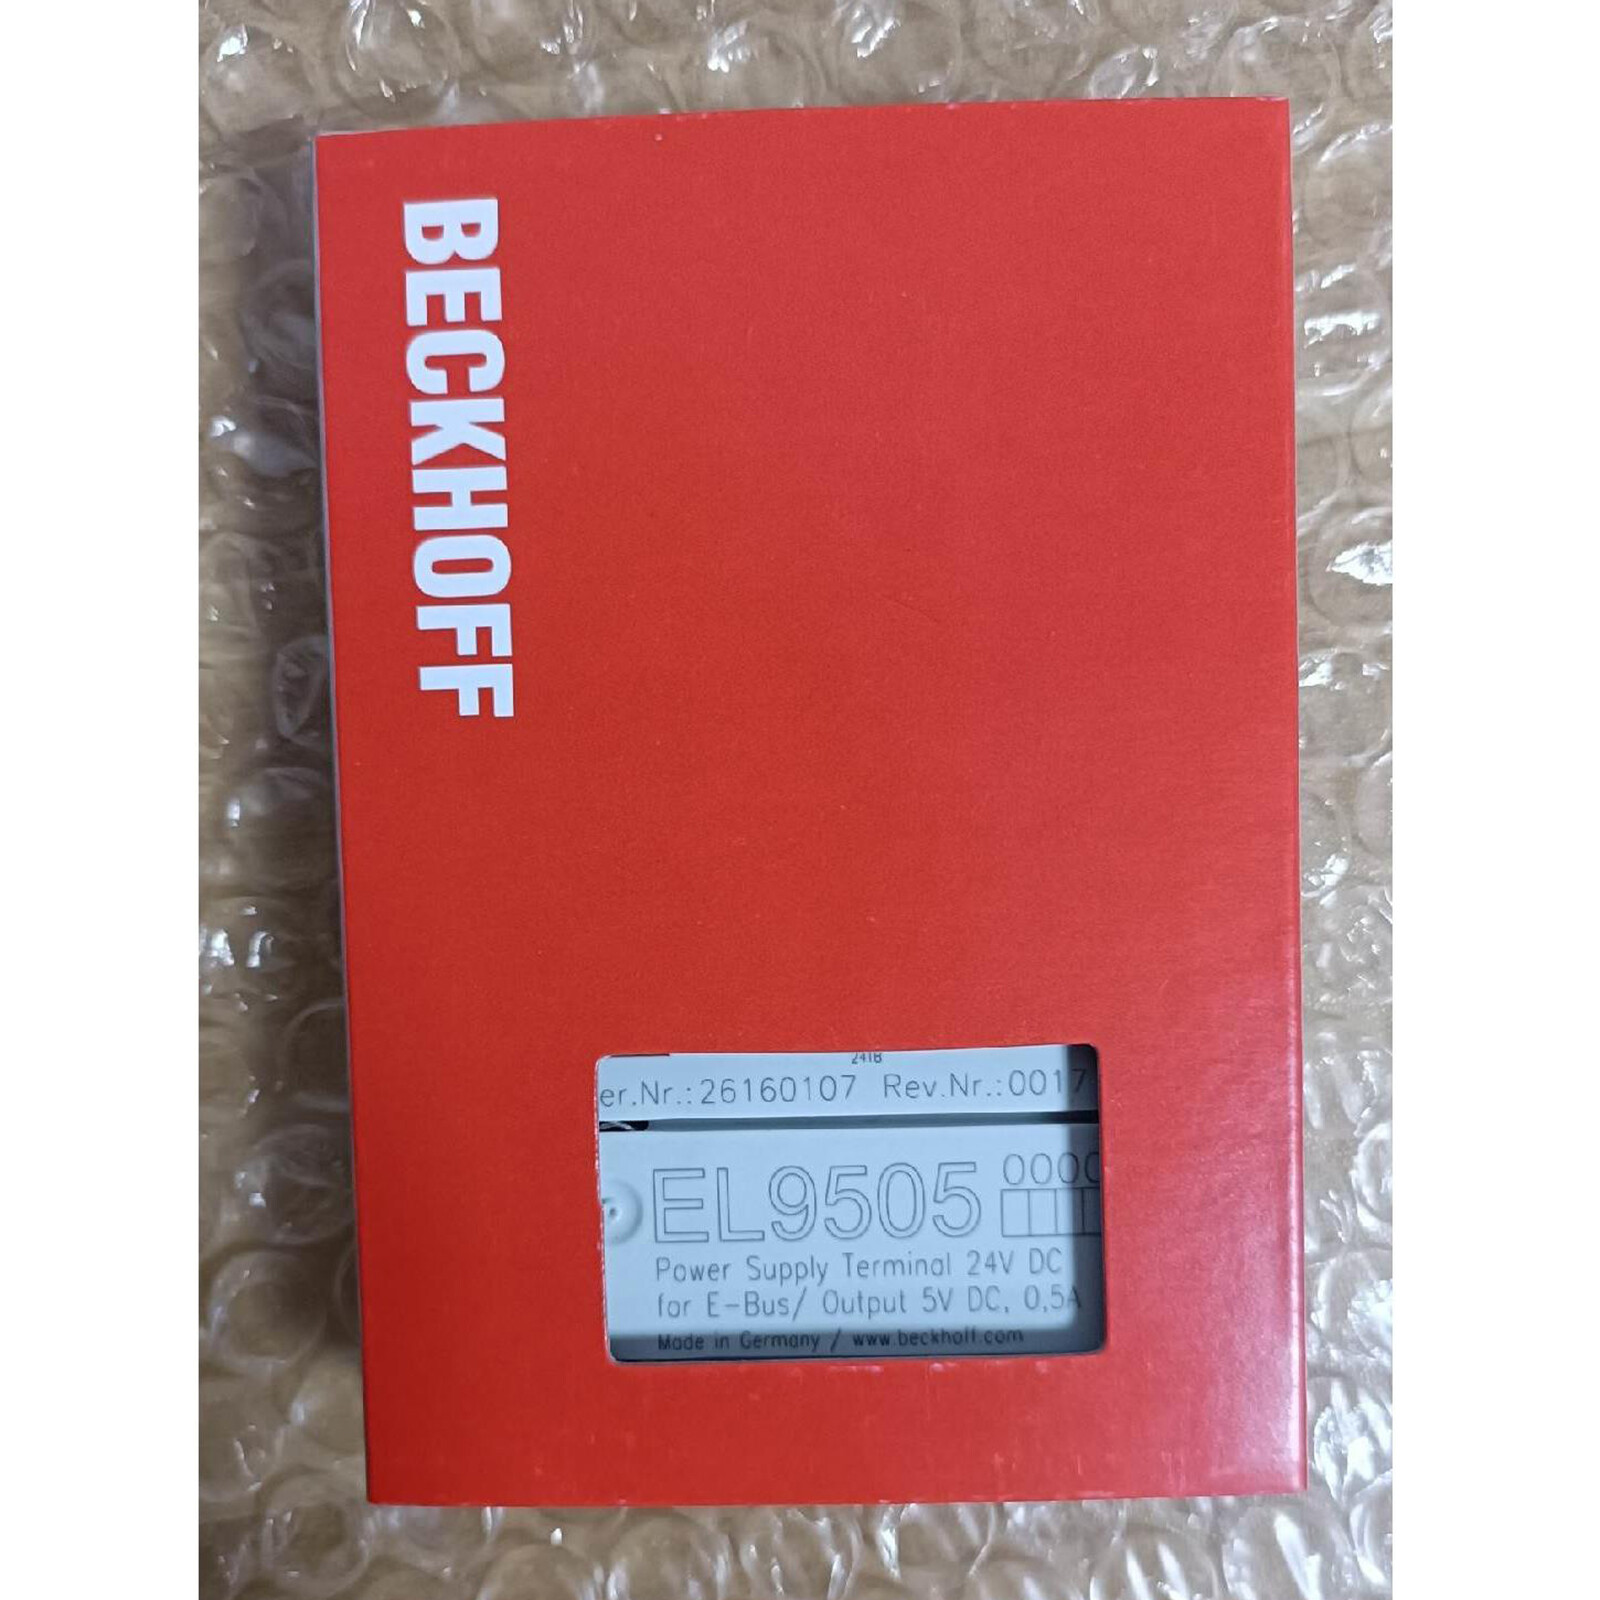 BECKHOFF
241B
er.Nr.:26160107 Rev.Nr.:0017
EL9505 0000
Power Supply Terminal 24V DC
for E-Bus/ Output 5V DC, 0,5A
Made in Germany / www.beckhoff.com